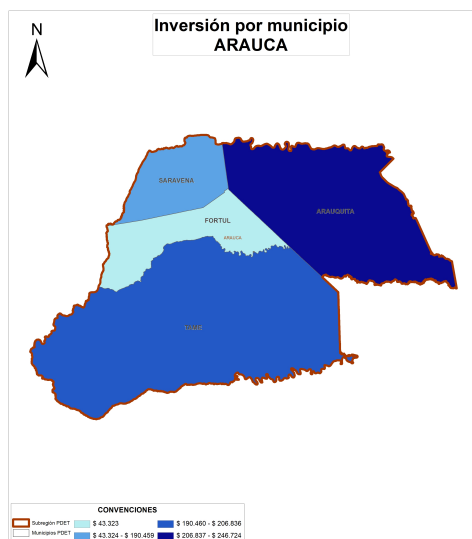 Inversión por municipio
ARAUCA
N
SARAVENA
ARAUQUITA
FORTUL
ARAUCA
TAME
CONVENCIONES
Subregión PDET
Municipios PDET
$ 43.323
$ 43.324 - $ 190.459
$ 190.460 - $ 206.836
$ 206.837 - $ 246.724